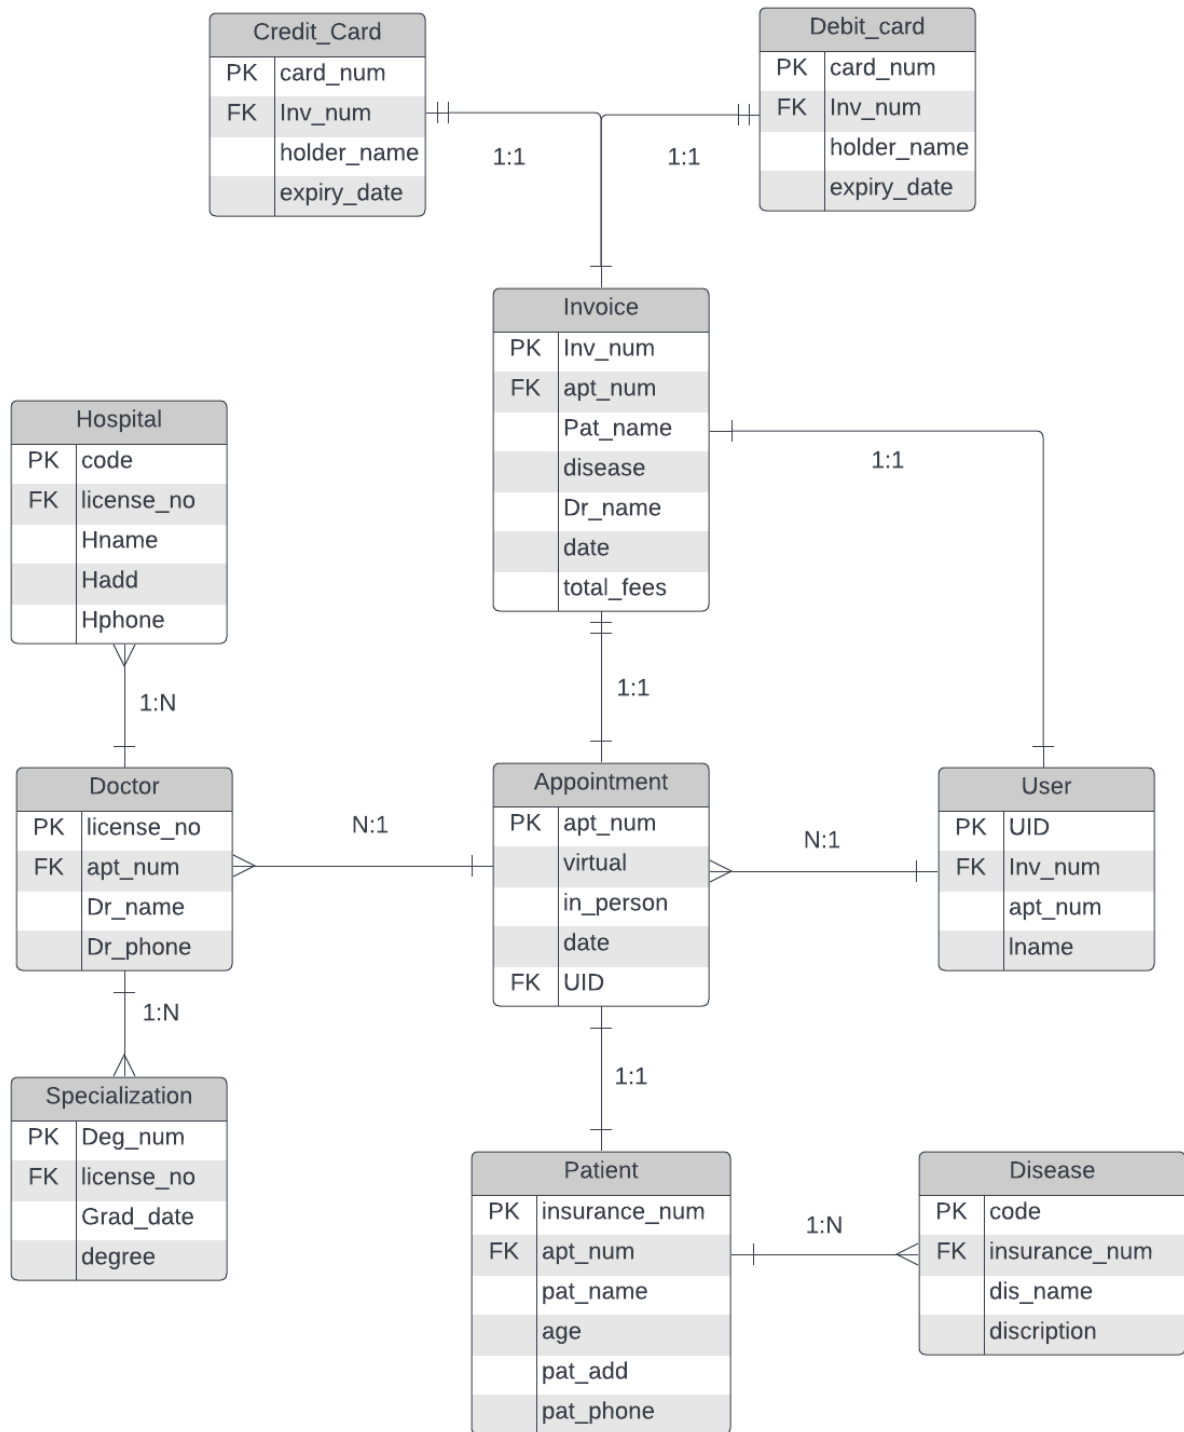 Credit_Card
PK card_num
FK Inv_num
holder_name
expiry_date
Debit_card
PK card_num
FK Inv_num
holder_name
expiry_date
1:1
1:1
Invoice
PK Inv_num
FK apt_num
Pat_name
disease
Dr_name
date
total_fees
1:1
Hospital
PK code
FK license_no
Hname
Hadd
Hphone
1:N
1:1
Doctor
PK license_no
FK apt_num
Dr_name
Dr_phone
N:1
Appointment
PK apt_num
virtual
in_person
date
FK UID
N:1
User
PK UID
FK Inv_num
apt_num
lname
1:N
1:1
Specialization
PK Deg_num
FK license_no
Grad_date
degree
Patient
PK insurance_num
FK apt_num
pat_name
age
pat_add
pat_phone
1:N
Disease
PK code
FK insurance_num
dis_name
discription